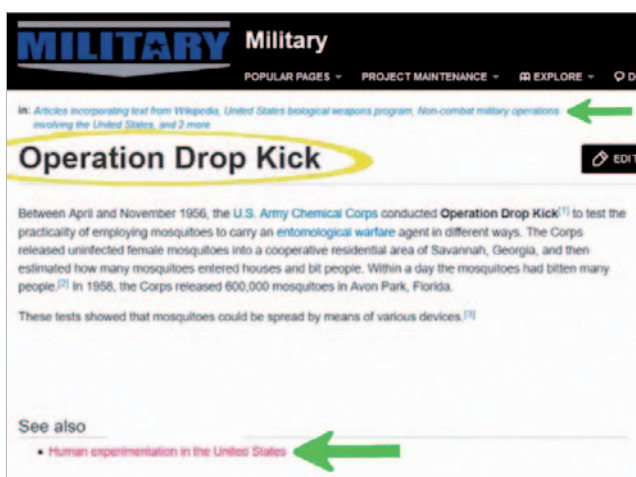 MILITARY
Military
POPULAR PAGES PROJECT MAINTENANCE EXPLORE D
in: Articles incorporating text from Wikipedia, United States biological weapons program, Non-combat military operations
involving the United States, and 2 more
Operation Drop Kick
EDIT
Between April and November 1956, the U.S. Army Chemical Corps conducted Operation Drop Kick[1] to test the
practicality of employing mosquitoes to carry an entomological warfare agent in different ways. The Corps
released uninfected female mosquitoes into a cooperative residential area of Savannah, Georgia, and then
estimated how many mosquitoes entered houses and bit people. Within a day the mosquitoes had bitten many
people.[2] In 1958, the Corps released 600,000 mosquitoes in Avon Park, Florida.
These tests showed that mosquitoes could be spread by means of various devices.[3]
See also
• Human experimentation in the United States